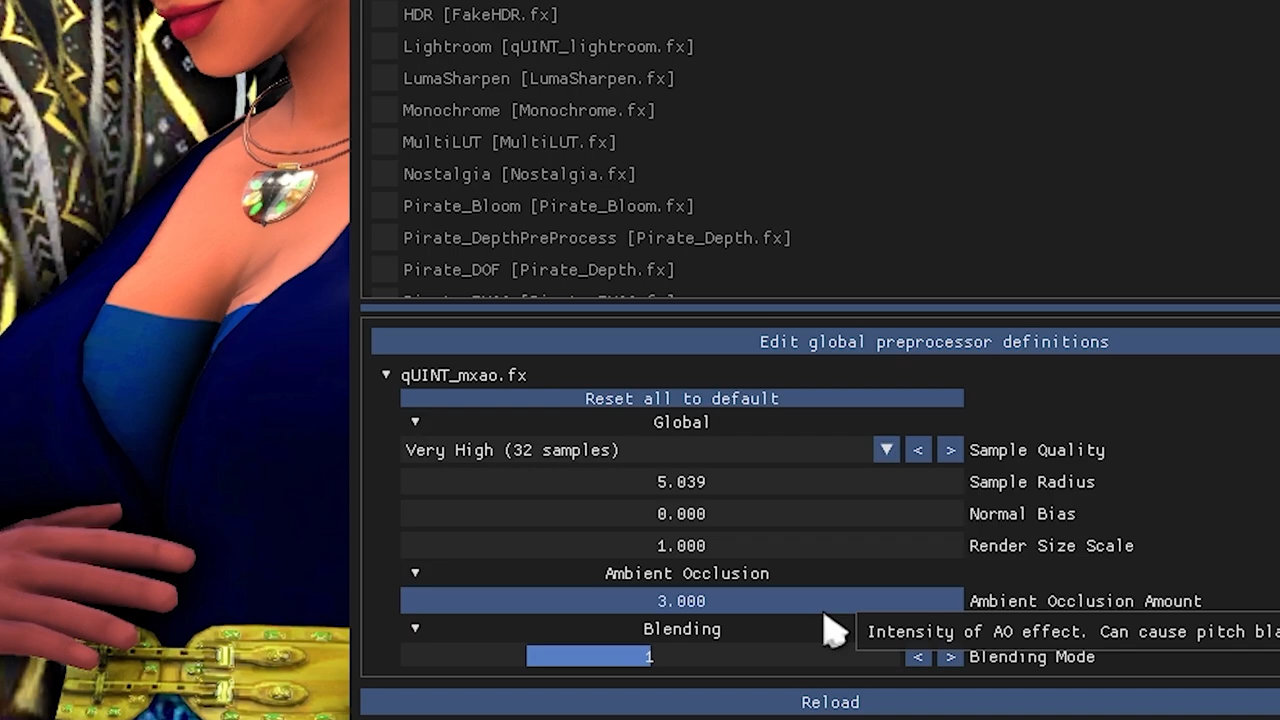 HDR [FakeHDR.fx]
Lightroom [qUINT_lightroom.fx]
LumaSharpen [LumaSharpen.fx]
Monochrome [Monochrome.fx]
MultiLUT [MultiLUT.fx]
Nostalgia [Nostalgia.fx]
Pirate_Bloom [Pirate_Bloom.fx]
Pirate_DepthPreProcess [Pirate_Depth.fx]
Pirate_DOF [Pirate_Depth.fx]
Edit global preprocessor definitions
qUINT_mxao.fx
Reset all to default
Global
Very High (32 samples) < > Sample Quality
5.039 Sample Radius
0.000 Normal Bias
1.000 Render Size Scale
Ambient Occlusion
3.000 Ambient Occlusion Amount
Blending
Intensity of AO effect. Can cause pitch bla
1 < > Blending Mode
Reload